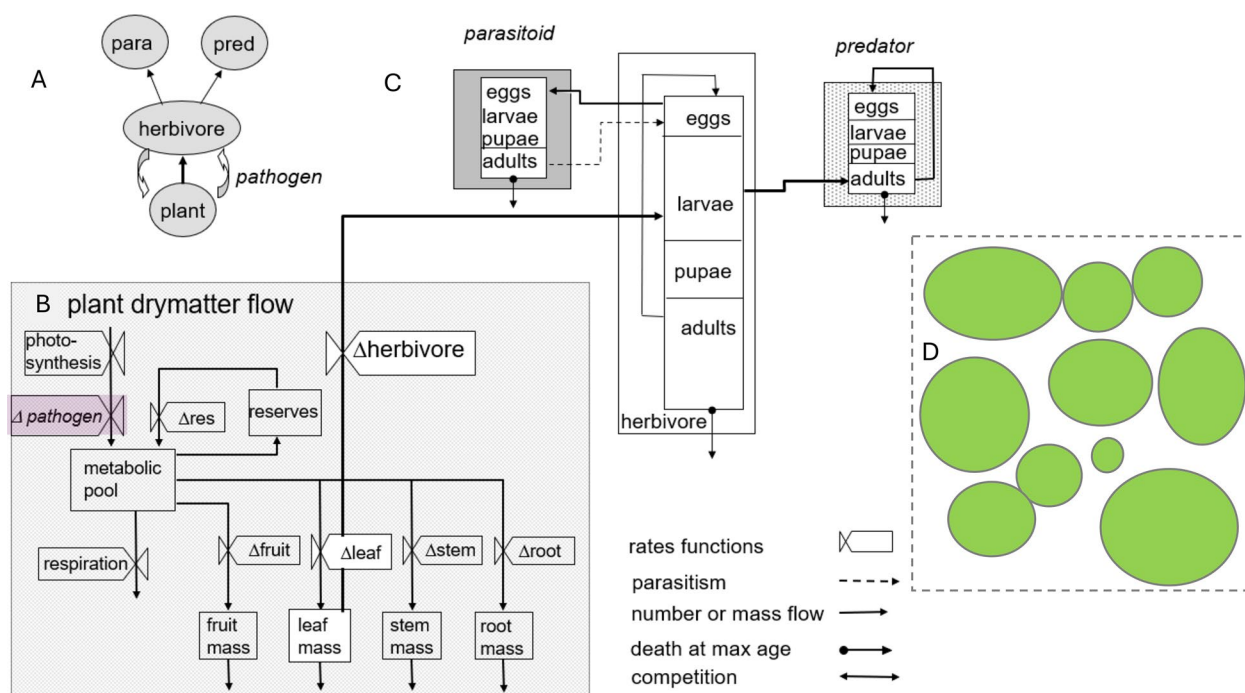 A
para
pred
herbivore
pathogen
plant
C
parasitoid
eggs
larvae
pupae
adults
eggs
larvae
pupae
adults
herbivore
predator
eggs
larvae
pupae
adults
B
plant drymatter flow
photo-
synthesis
Δherbivore
Δ pathogen
Δres
reserves
metabolic
pool
respiration
Δfruit
Δleaf
Δstem
Δroot
fruit
mass
leaf
mass
stem
mass
root
mass
D
rates functions
parasitism
number or mass flow
death at max age
competition